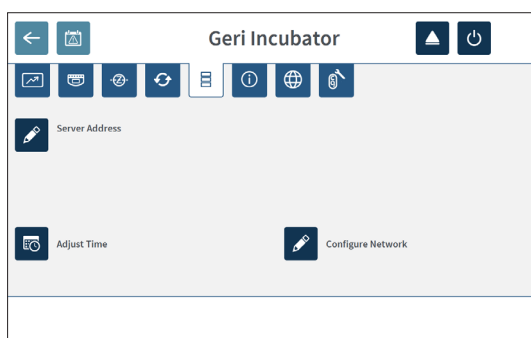 Geri Incubator
Server Address
Adjust Time
Configure Network